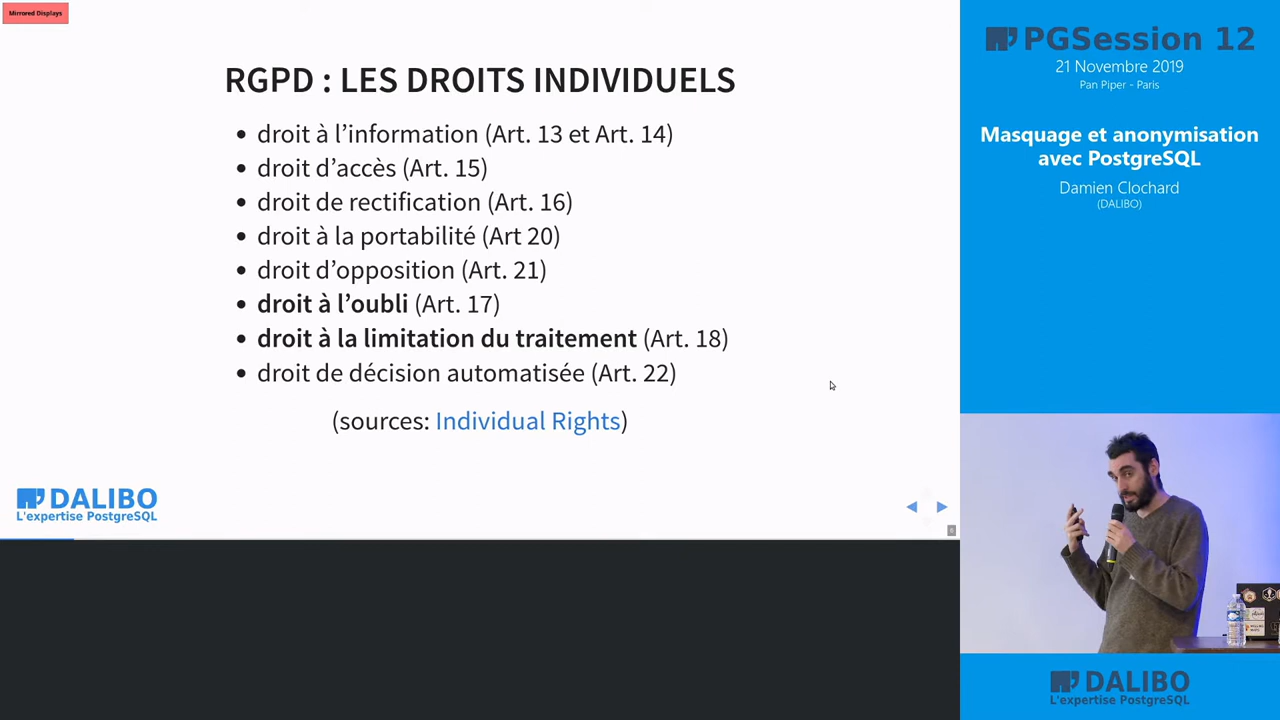 Mirrored Displays
RGPD : LES DROITS INDIVIDUELS
droit à l’information (Art. 13 et Art. 14)
droit d’accès (Art. 15)
droit de rectification (Art. 16)
droit à la portabilité (Art 20)
droit d’opposition (Art. 21)
droit à l’oubli (Art. 17)
droit à la limitation du traitement (Art. 18)
droit de décision automatisée (Art. 22)
(sources: Individual Rights)
DALIBO
L'expertise PostgreSQL
PGSession 12
21 Novembre 2019
Pan Piper - Paris
Masquage et anonymisation
avec PostgreSQL
Damien Clochard
(DALIBO)
DALIBO
L'expertise PostgreSQL